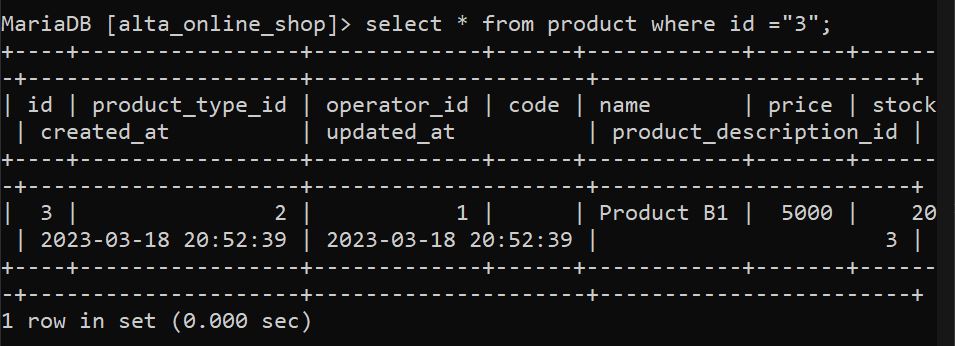 MariaDB [alta_online_shop]> select * from product where id ="3";
+----+-----------------+-------------+------+------------+-------+------
-+---------------------+---------------------+------------------------+
| id | product_type_id | operator_id | code | name       | price | stock
 | created_at          | updated_at          | product_description_id |
+----+-----------------+-------------+------+------------+-------+------
-+---------------------+---------------------+------------------------+
|  3 |               2 |           1 |      | Product B1 |  5000 |    20
 | 2023-03-18 20:52:39 | 2023-03-18 20:52:39 |                      3 |
+----+-----------------+-------------+------+------------+-------+------
-+---------------------+---------------------+------------------------+
1 row in set (0.000 sec)